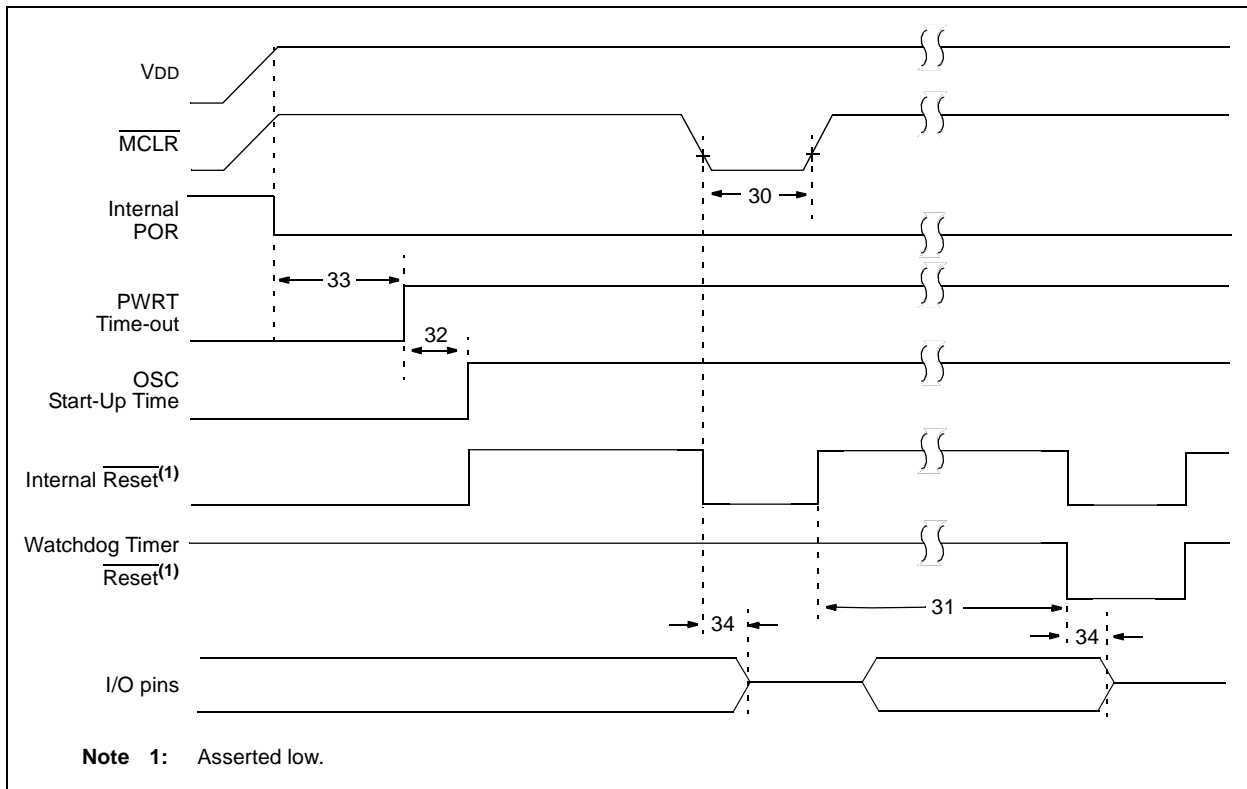 VDD
MCLR
30
Internal
POR
33
PWRT
Time-out
32
OSC
Start-Up Time
Internal Reset(1)
Watchdog Timer
Reset(1)
31
34
34
I/O pins
Note 1: Asserted low.